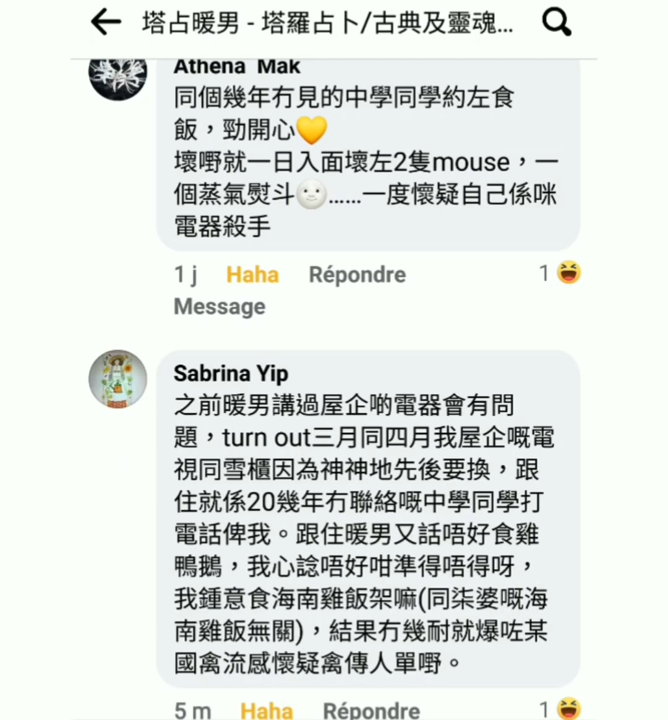 塔占暖男 - 塔羅占卜/古典及靈魂...
Athena Mak
同個幾年冇見的中學同學約左食
飯，勁開心💛
壞嘢就一日入面壞左2隻mouse，一
個蒸氣熨斗🌝......一度懷疑自己係咪
電器殺手
1 j Haha Répondre 1 😆
Message
Sabrina Yip
之前暖男講過屋企啲電器會有問
題，turn out三月同四月我屋企嘅電
視同雪櫃因為神神地先後要換，跟
住就係20幾年冇聯絡嘅中學同學打
電話俾我。跟住暖男又話唔好食雞
鴨鵝，我心諗唔好咁準得唔得呀，
我鍾意食海南雞飯架嘛(同柒婆嘅海
南雞飯無關)，結果冇幾耐就爆咗某
國禽流感懷疑禽傳人單嘢。
5 m Haha Répondre 1 😆